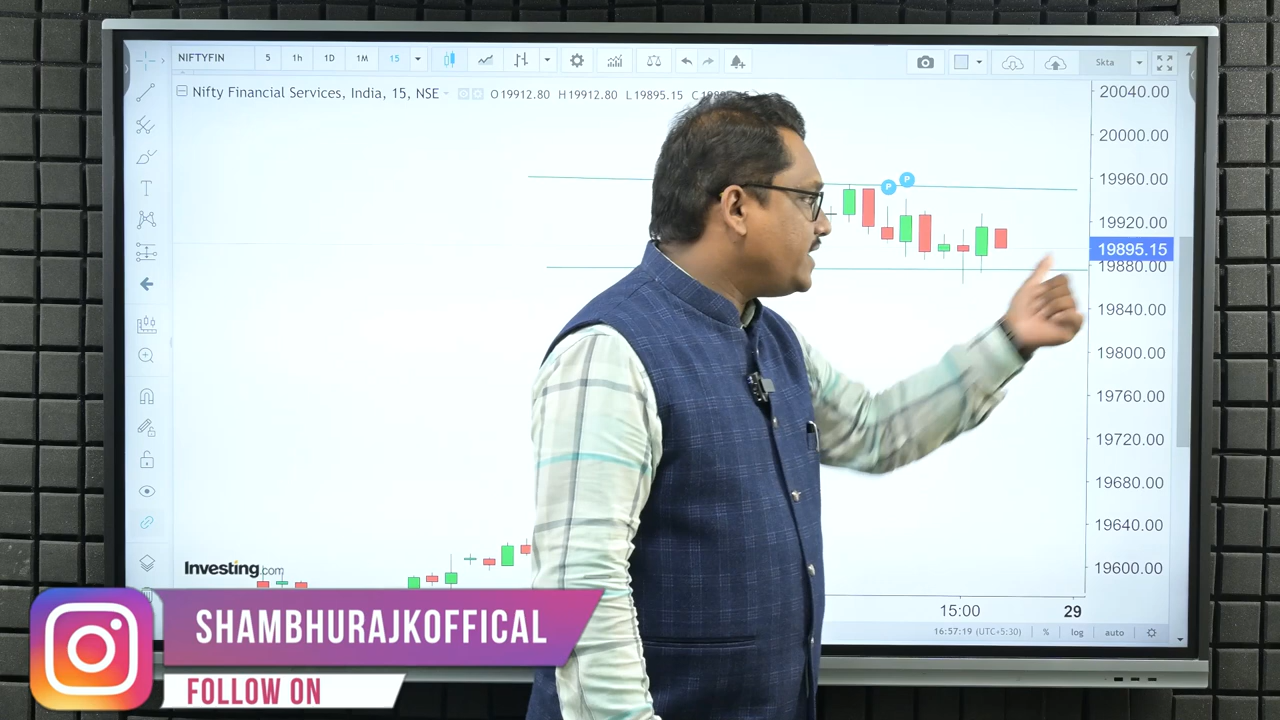 NIFTYFIN 5 1h 1D 1M 15 Skta
Nifty Financial Services, India, 15, NSE O19912.80 H19912.80 L19895.15
20040.00
20000.00
19960.00
P P
19920.00
19895.15
19880.00
19840.00
19800.00
19760.00
19720.00
19680.00
19640.00
19600.00
Investing.com
15:00 29
16:57:19 (UTC+5:30) % log auto
SHAMBHURAJKOFFICAL
FOLLOW ON